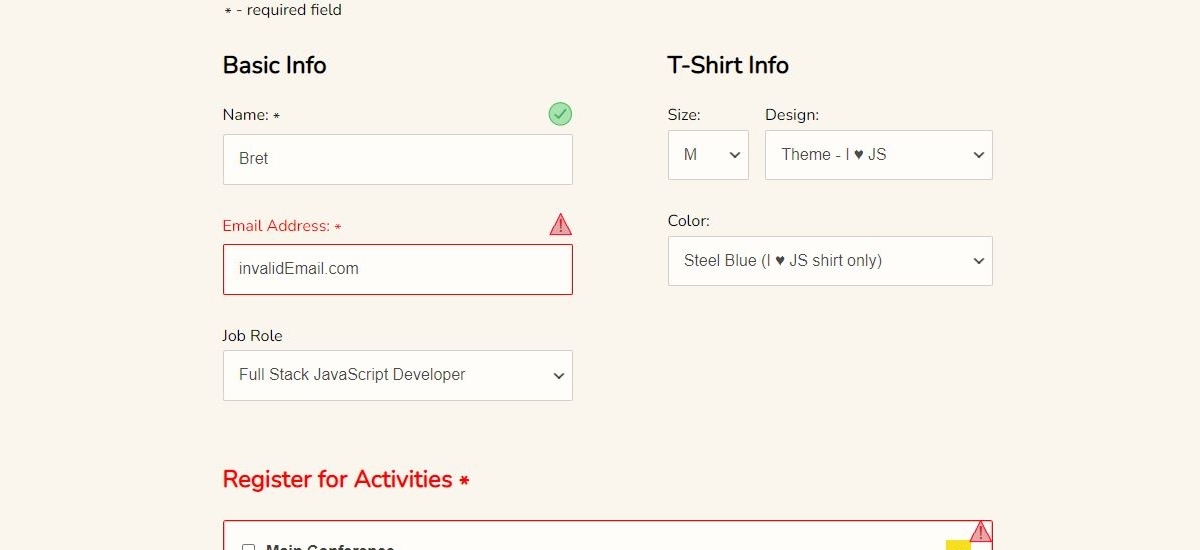 * - required field
Basic Info
Name: *
Bret
Email Address: *
invalidEmail.com
Job Role
Full Stack JavaScript Developer
T-Shirt Info
Size:
Design:
M
Theme - I ♥ JS
Color:
Steel Blue (I ♥ JS shirt only)
Register for Activities *
Main Conference